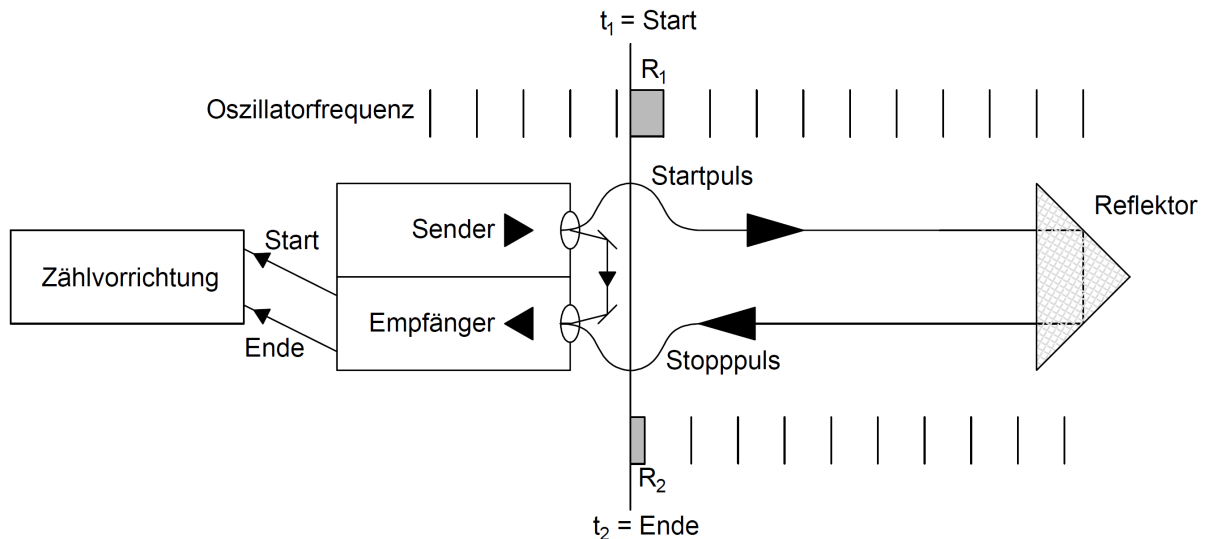 t₁ = Start
R₁
Oszillatorfrequenz
Startpuls
Reflektor
Sender
Start
Zählvorrichtung
Empfänger
Ende
Stopppuls
R₂
t₂ = Ende